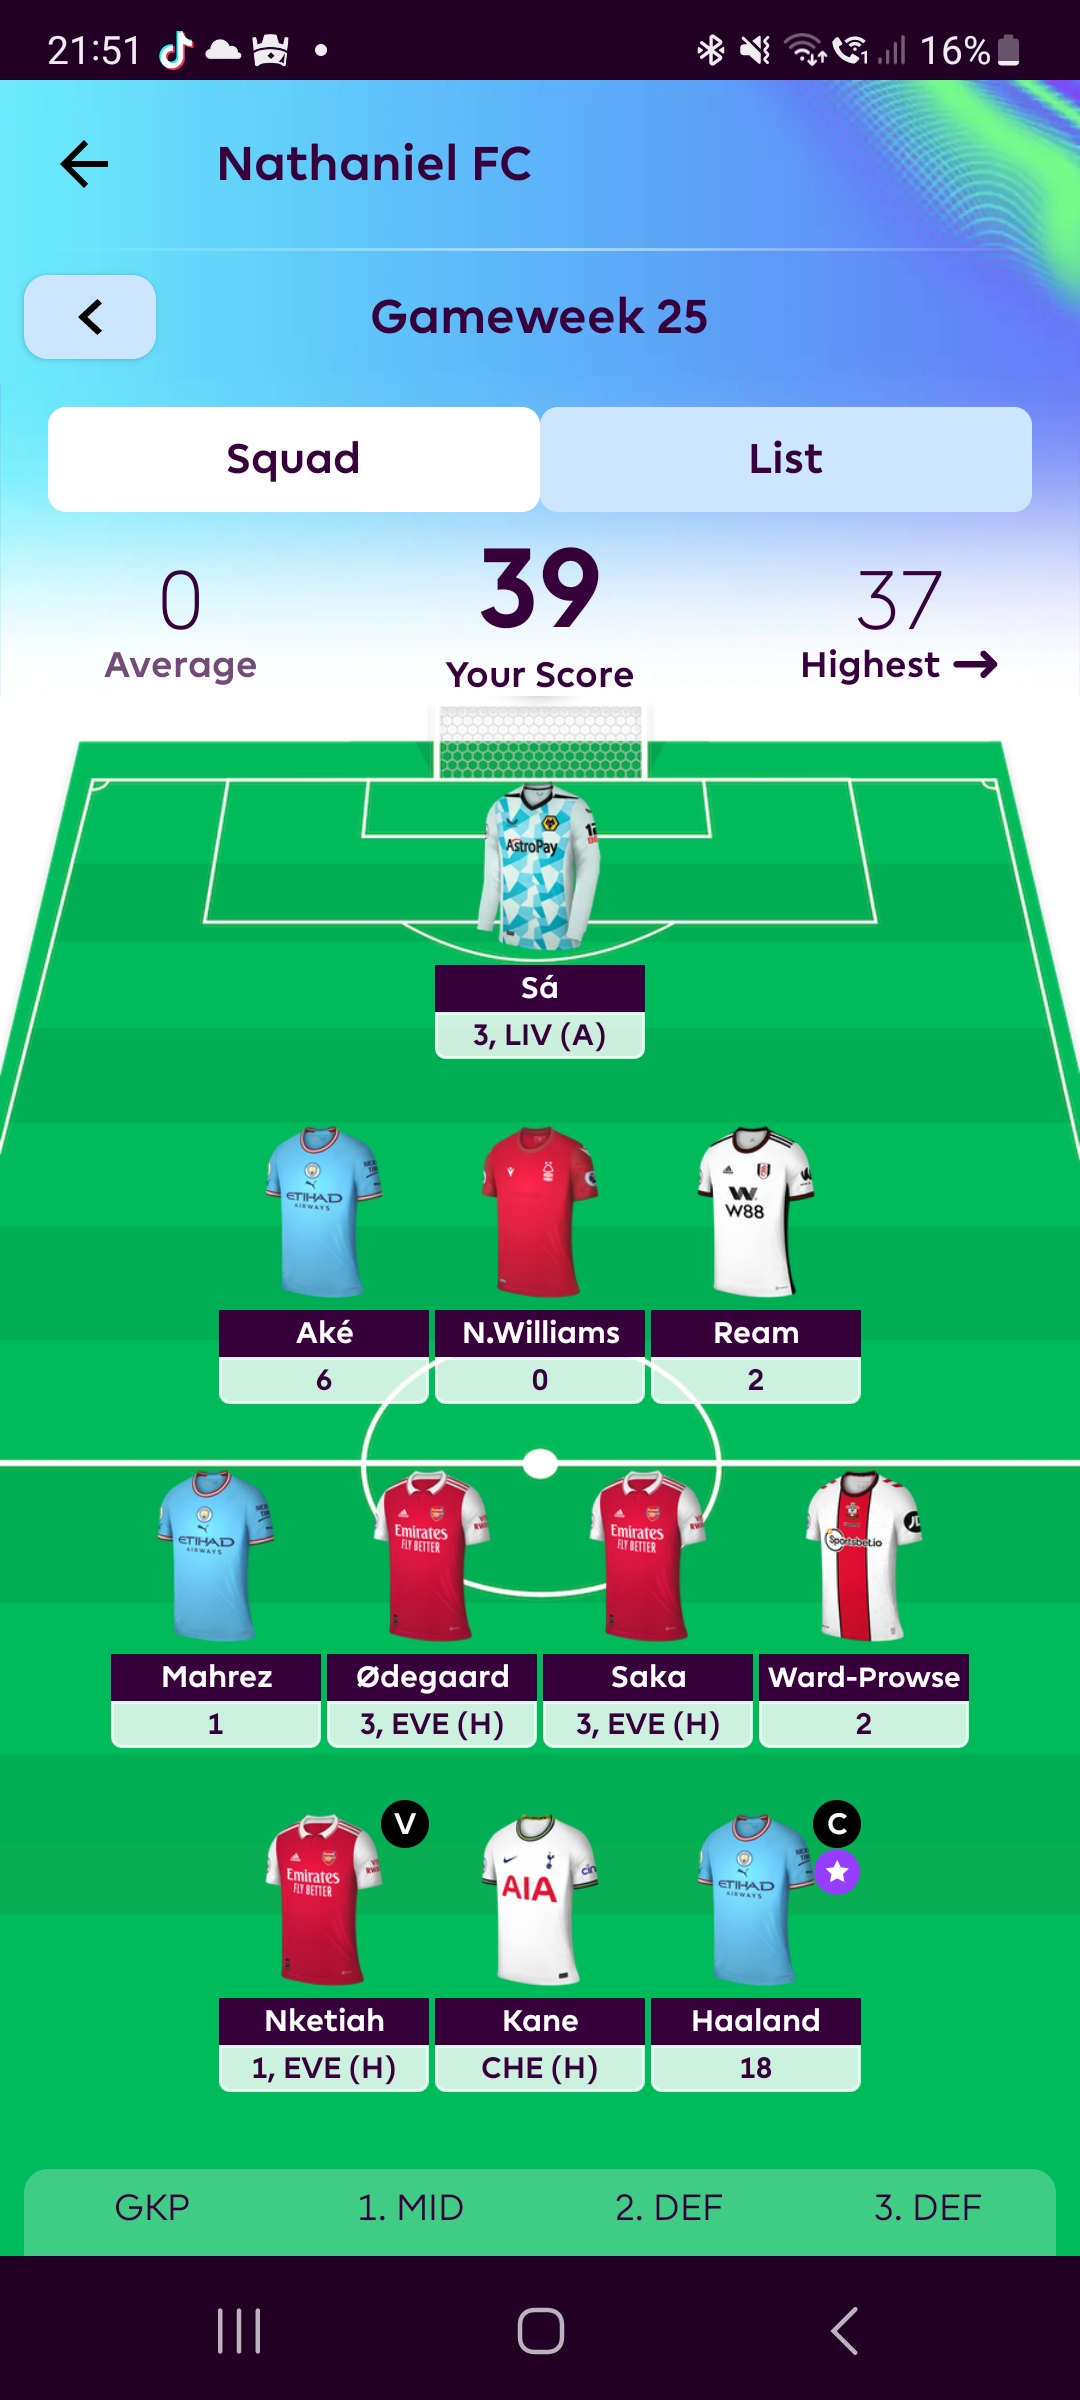 21:51
16%
Nathaniel FC
Gameweek 25
Squad List
0 39 37
Average Your Score Highest
AstroPay
Sá
3, LIV (A)
ETIHAD
AIRWAYS
W88
Aké N.Williams Ream
6 0 2
ETIHAD
AIRWAYS
Emirates
FLY BETTER
Emirates
FLY BETTER
Sportsbet.io
Mahrez Ødegaard Saka Ward-Prowse
1 3, EVE (H) 3, EVE (H) 2
V C
Emirates
FLY BETTER
AIA
ETIHAD
AIRWAYS
Nketiah Kane Haaland
1, EVE (H) CHE (H) 18
GKP 1. MID 2. DEF 3. DEF